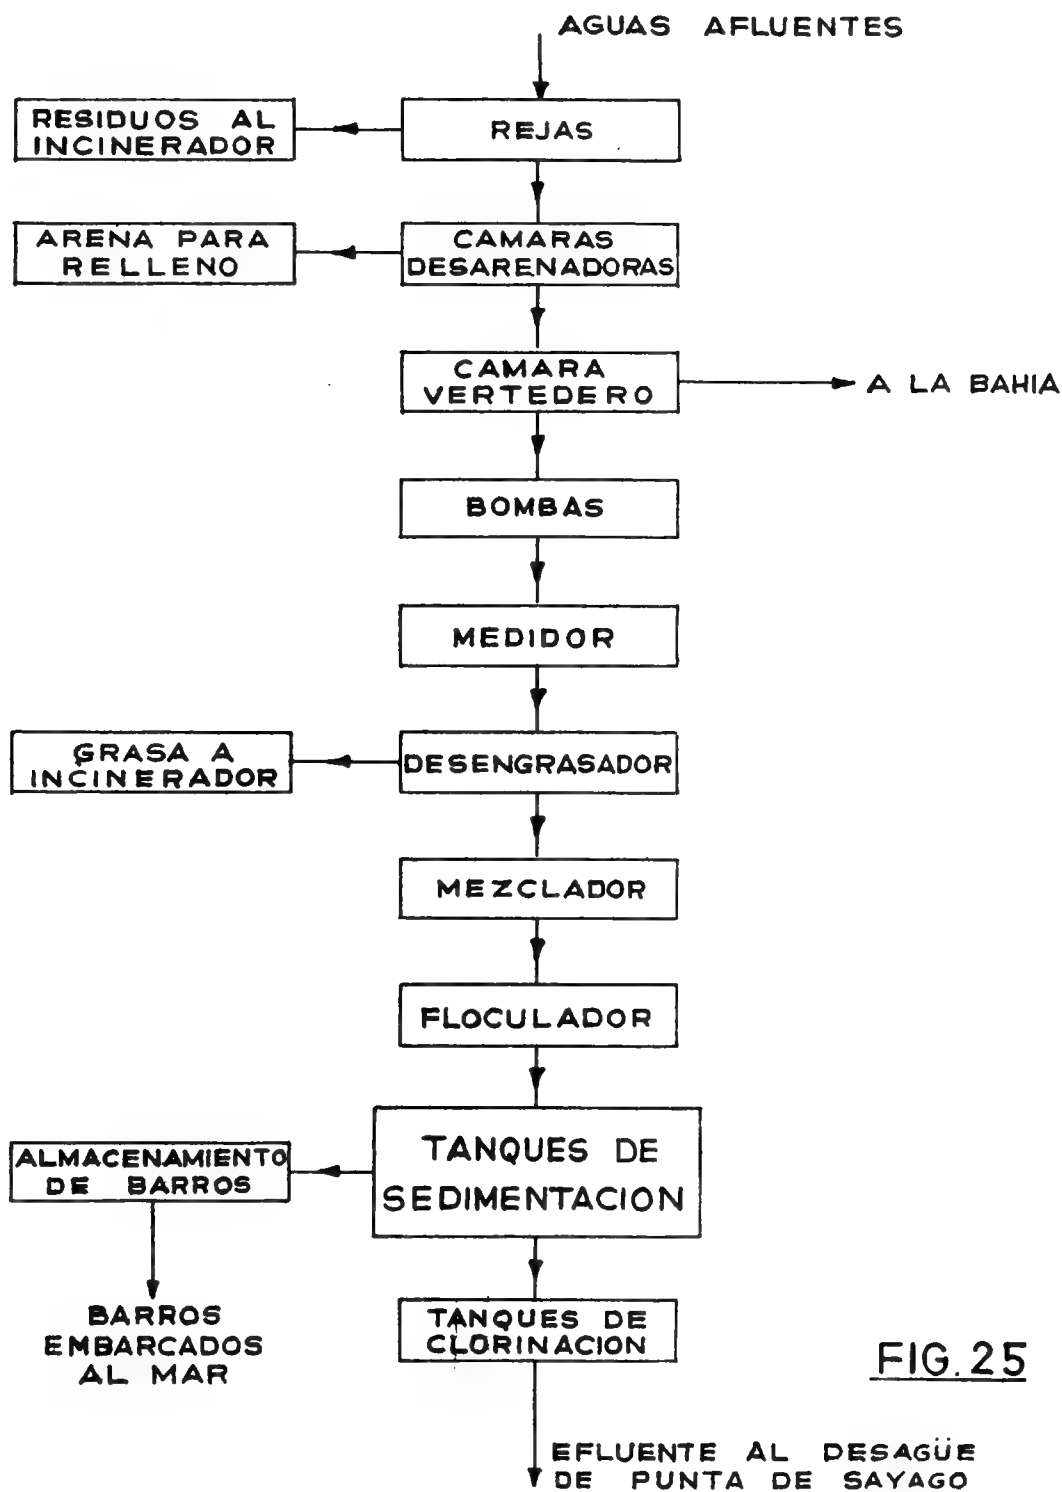 AGUAS AFLUENTES
RESIDUOS AL
INCINERADOR
REJAS
ARENA PARA
RELLENO
CAMARAS
DESARENADORAS
CAMARA
VERTEDERO
A LA BAHIA
BOMBAS
MEDIDOR
GRASA A
INCINERADOR
DESENGRASADOR
MEZCLADOR
FLOCULADOR
TANQUES DE
SEDIMENTACION
ALMACENAMIENTO
DE BARROS
BARROS
EMBARCADOS
AL MAR
TANQUES DE
CLORINACION
FIG. 25
EFLUENTE AL DESAGÜE
DE PUNTA DE SAYAGO